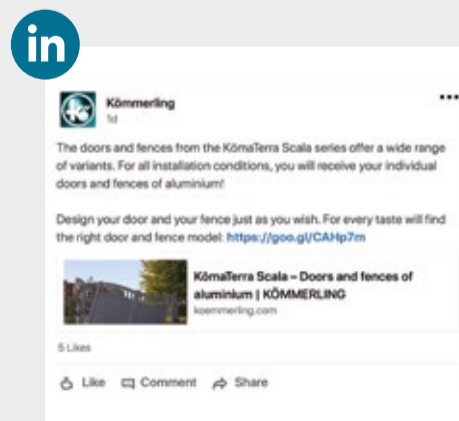 in
Kömmerling
1d
The doors and fences from the KömaTerra Scala series offer a wide range
of variants. For all installation conditions, you will receive your individual
doors and fences of aluminium!
Design your door and your fence just as you wish. For every taste will find
the right door and fence model: https://goo.gl/CAHp7m
KömaTerra Scala – Doors and fences of
aluminium | KÖMMERLING
koemmerling.com
5 Likes
Like Comment Share